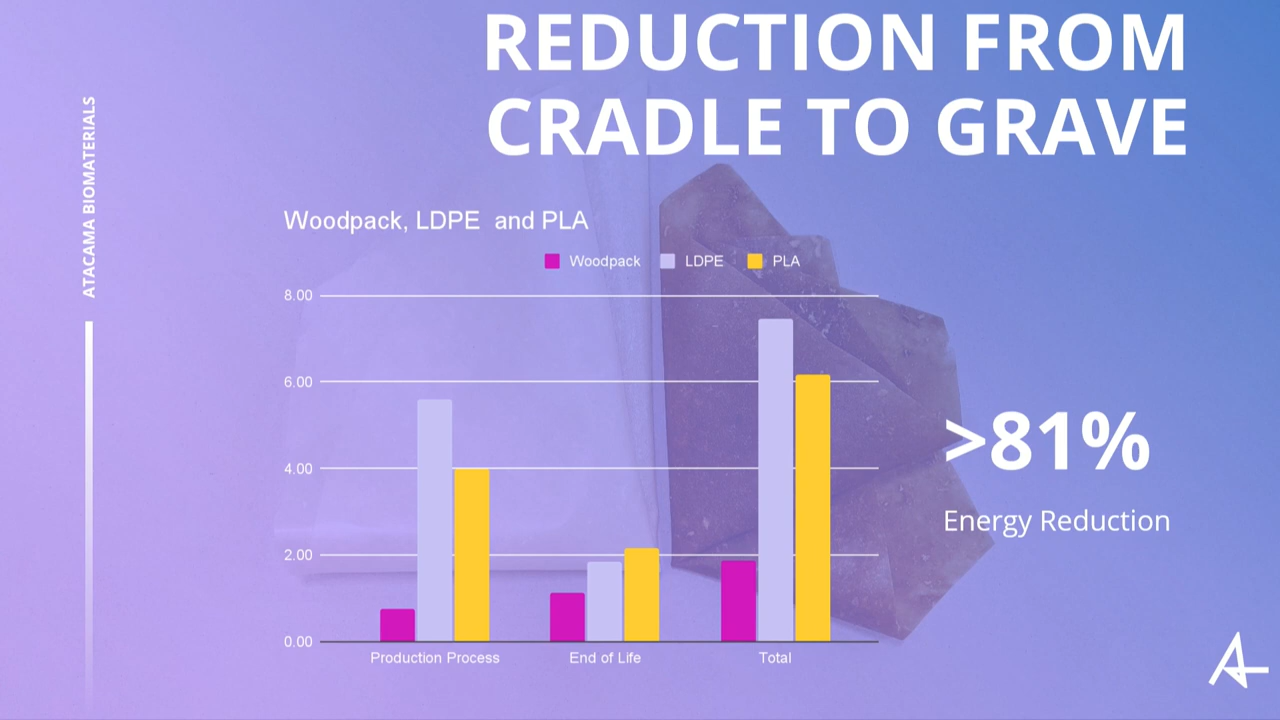 REDUCTION FROM
CRADLE TO GRAVE
ATACAMA BIOMATERIALS
Woodpack, LDPE and PLA
Woodpack LDPE PLA
8.00
6.00
4.00
2.00
0.00
Production Process End of Life Total
>81%
Energy Reduction